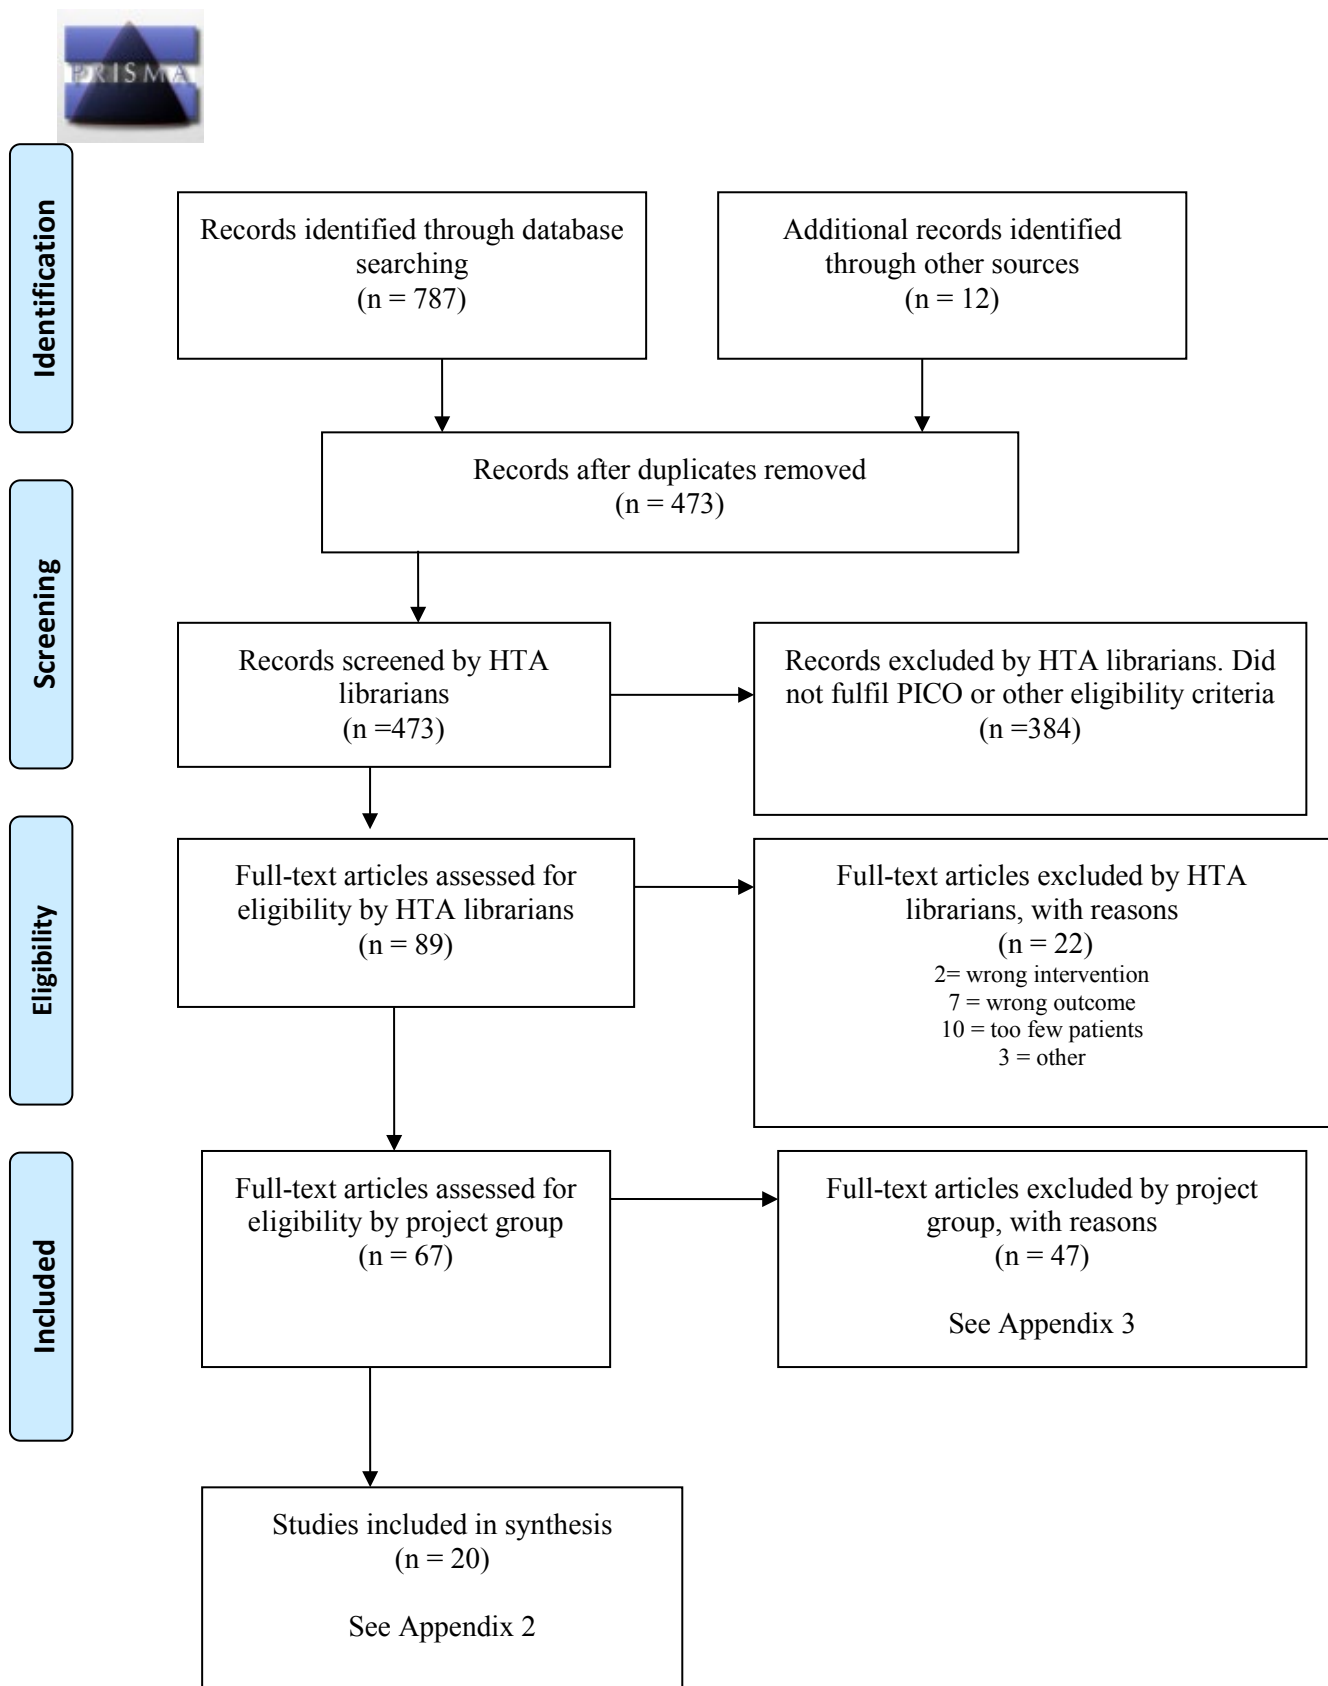 PRISMA
Identification
Records identified through database
searching
(n = 787)
Additional records identified
through other sources
(n = 12)
Records after duplicates removed
(n = 473)
Screening
Records screened by HTA
librarians
(n =473)
Records excluded by HTA librarians. Did
not fulfil PICO or other eligibility criteria
(n =384)
Eligibility
Full-text articles assessed for
eligibility by HTA librarians
(n = 89)
Full-text articles excluded by HTA
librarians, with reasons
(n = 22)
2= wrong intervention
7 = wrong outcome
10 = too few patients
3 = other
Included
Full-text articles assessed for
eligibility by project group
(n = 67)
Full-text articles excluded by project
group, with reasons
(n = 47)
See Appendix 3
Studies included in synthesis
(n = 20)
See Appendix 2